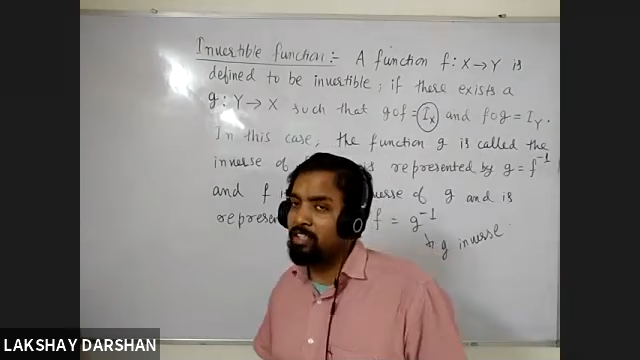 Invertible function :- A function f : X → Y is
defined to be invertible, if there exists a
g : Y → X such that gof = Ix and fog = IY.
In this case, the function g is called the
inverse of is represented by g = f⁻¹
and f of g and is
f = g⁻¹
g inverse.
LAKSHAY DARSHAN